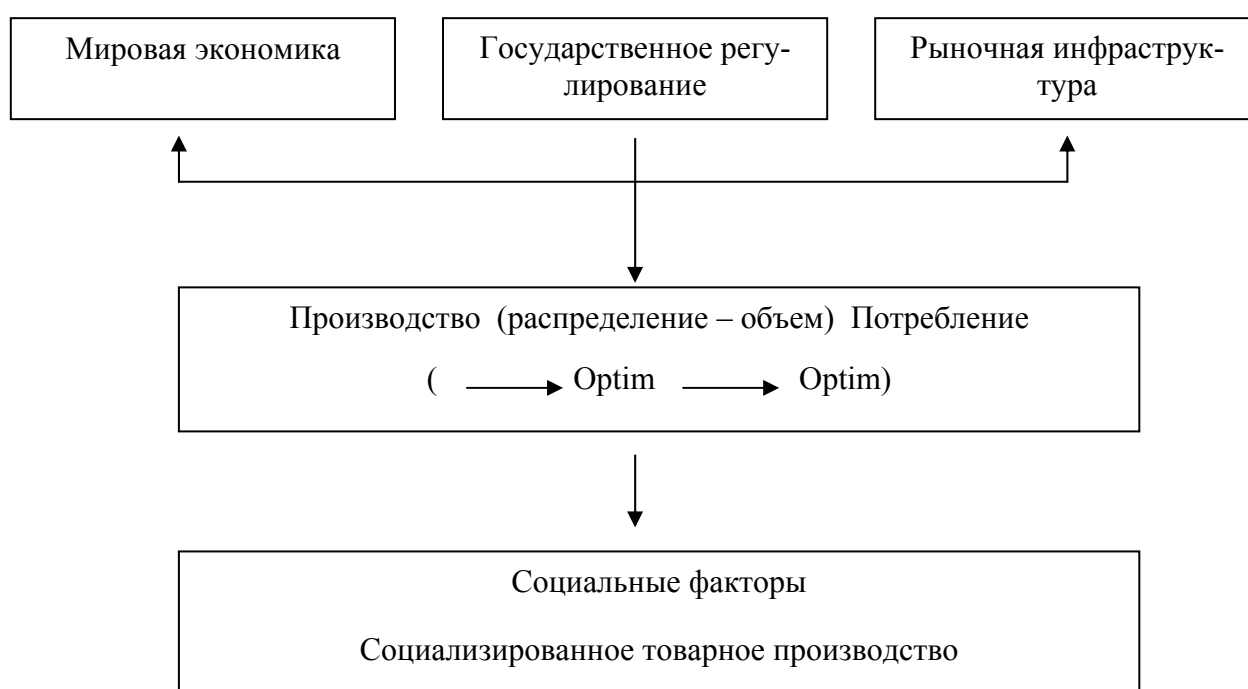 Мировая экономика
Государственное регу-
лирование
Рыночная инфраструк-
тура
Производство (распределение – объем) Потребление
( Optim Optim)
Социальные факторы
Социализированное товарное производство